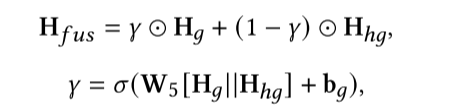 H_{fus} = γ ⊙ H_g + (1 − γ) ⊙ H_{hg},
γ = σ(W_5[H_g||H_{hg}] + b_g),